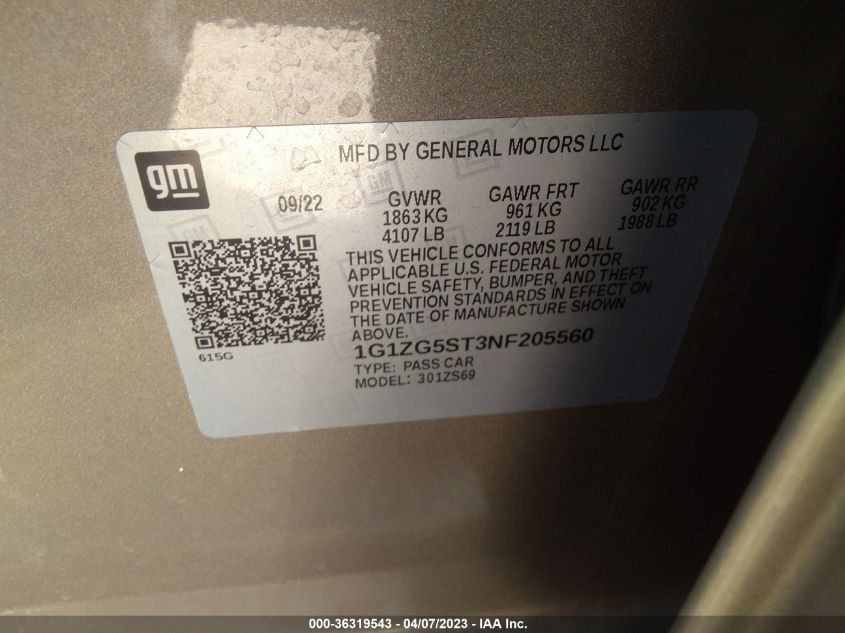 MFD BY GENERAL MOTORS LLC
gm
09/22
GVWR
1863 KG
4107 LB
GAWR FRT
961 KG
2119 LB
GAWR RR
902 KG
1988 LB
THIS VEHICLE CONFORMS TO ALL
APPLICABLE U.S. FEDERAL MOTOR
VEHICLE SAFETY, BUMPER, AND THEFT
PREVENTION STANDARDS IN EFFECT ON
THE DATE OF MANUFACTURE SHOWN
ABOVE.
615G
1G1ZG5ST3NF205560
TYPE: PASS CAR
MODEL: 301ZS69
000-36319543 - 04/07/2023 - IAA Inc.